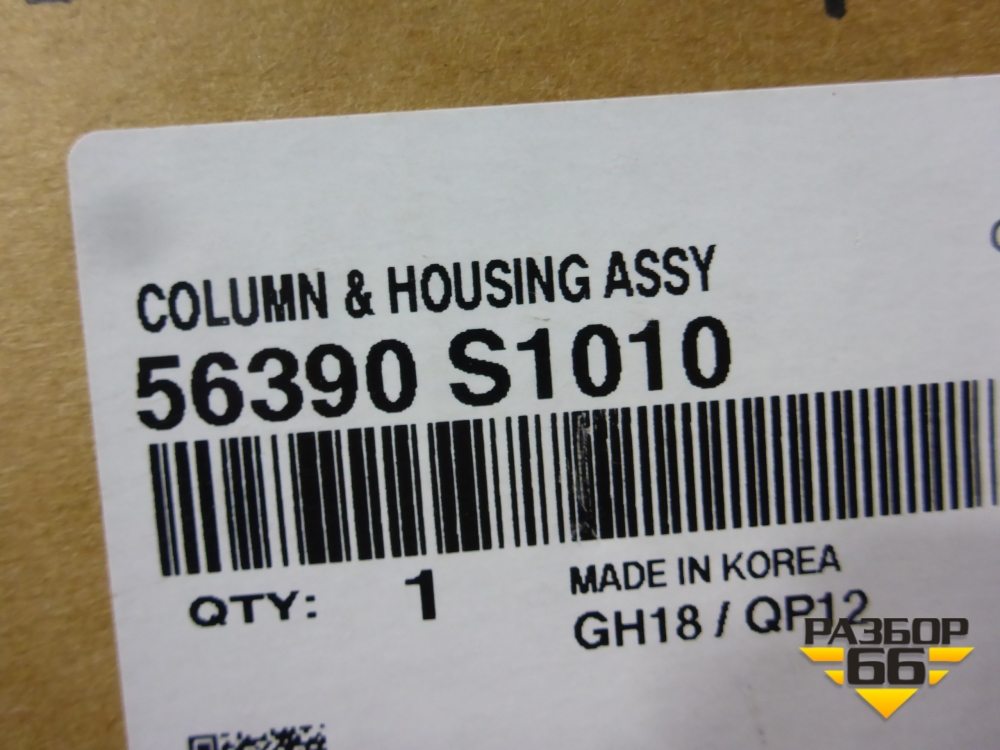 COLUMN & HOUSING ASSY
56390 S1010
QTY: 1
MADE IN KOREA
GH18 / QP12
РАЗБОР
66